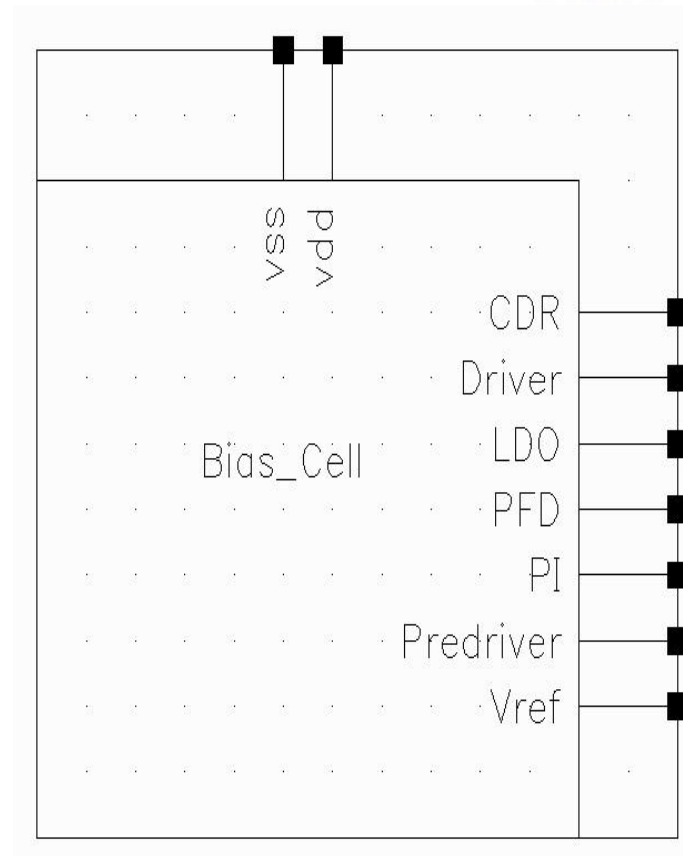 vss
vdd
CDR
Driver
LDO
Bias_Cell
PFD
PI
Predriver
Vref